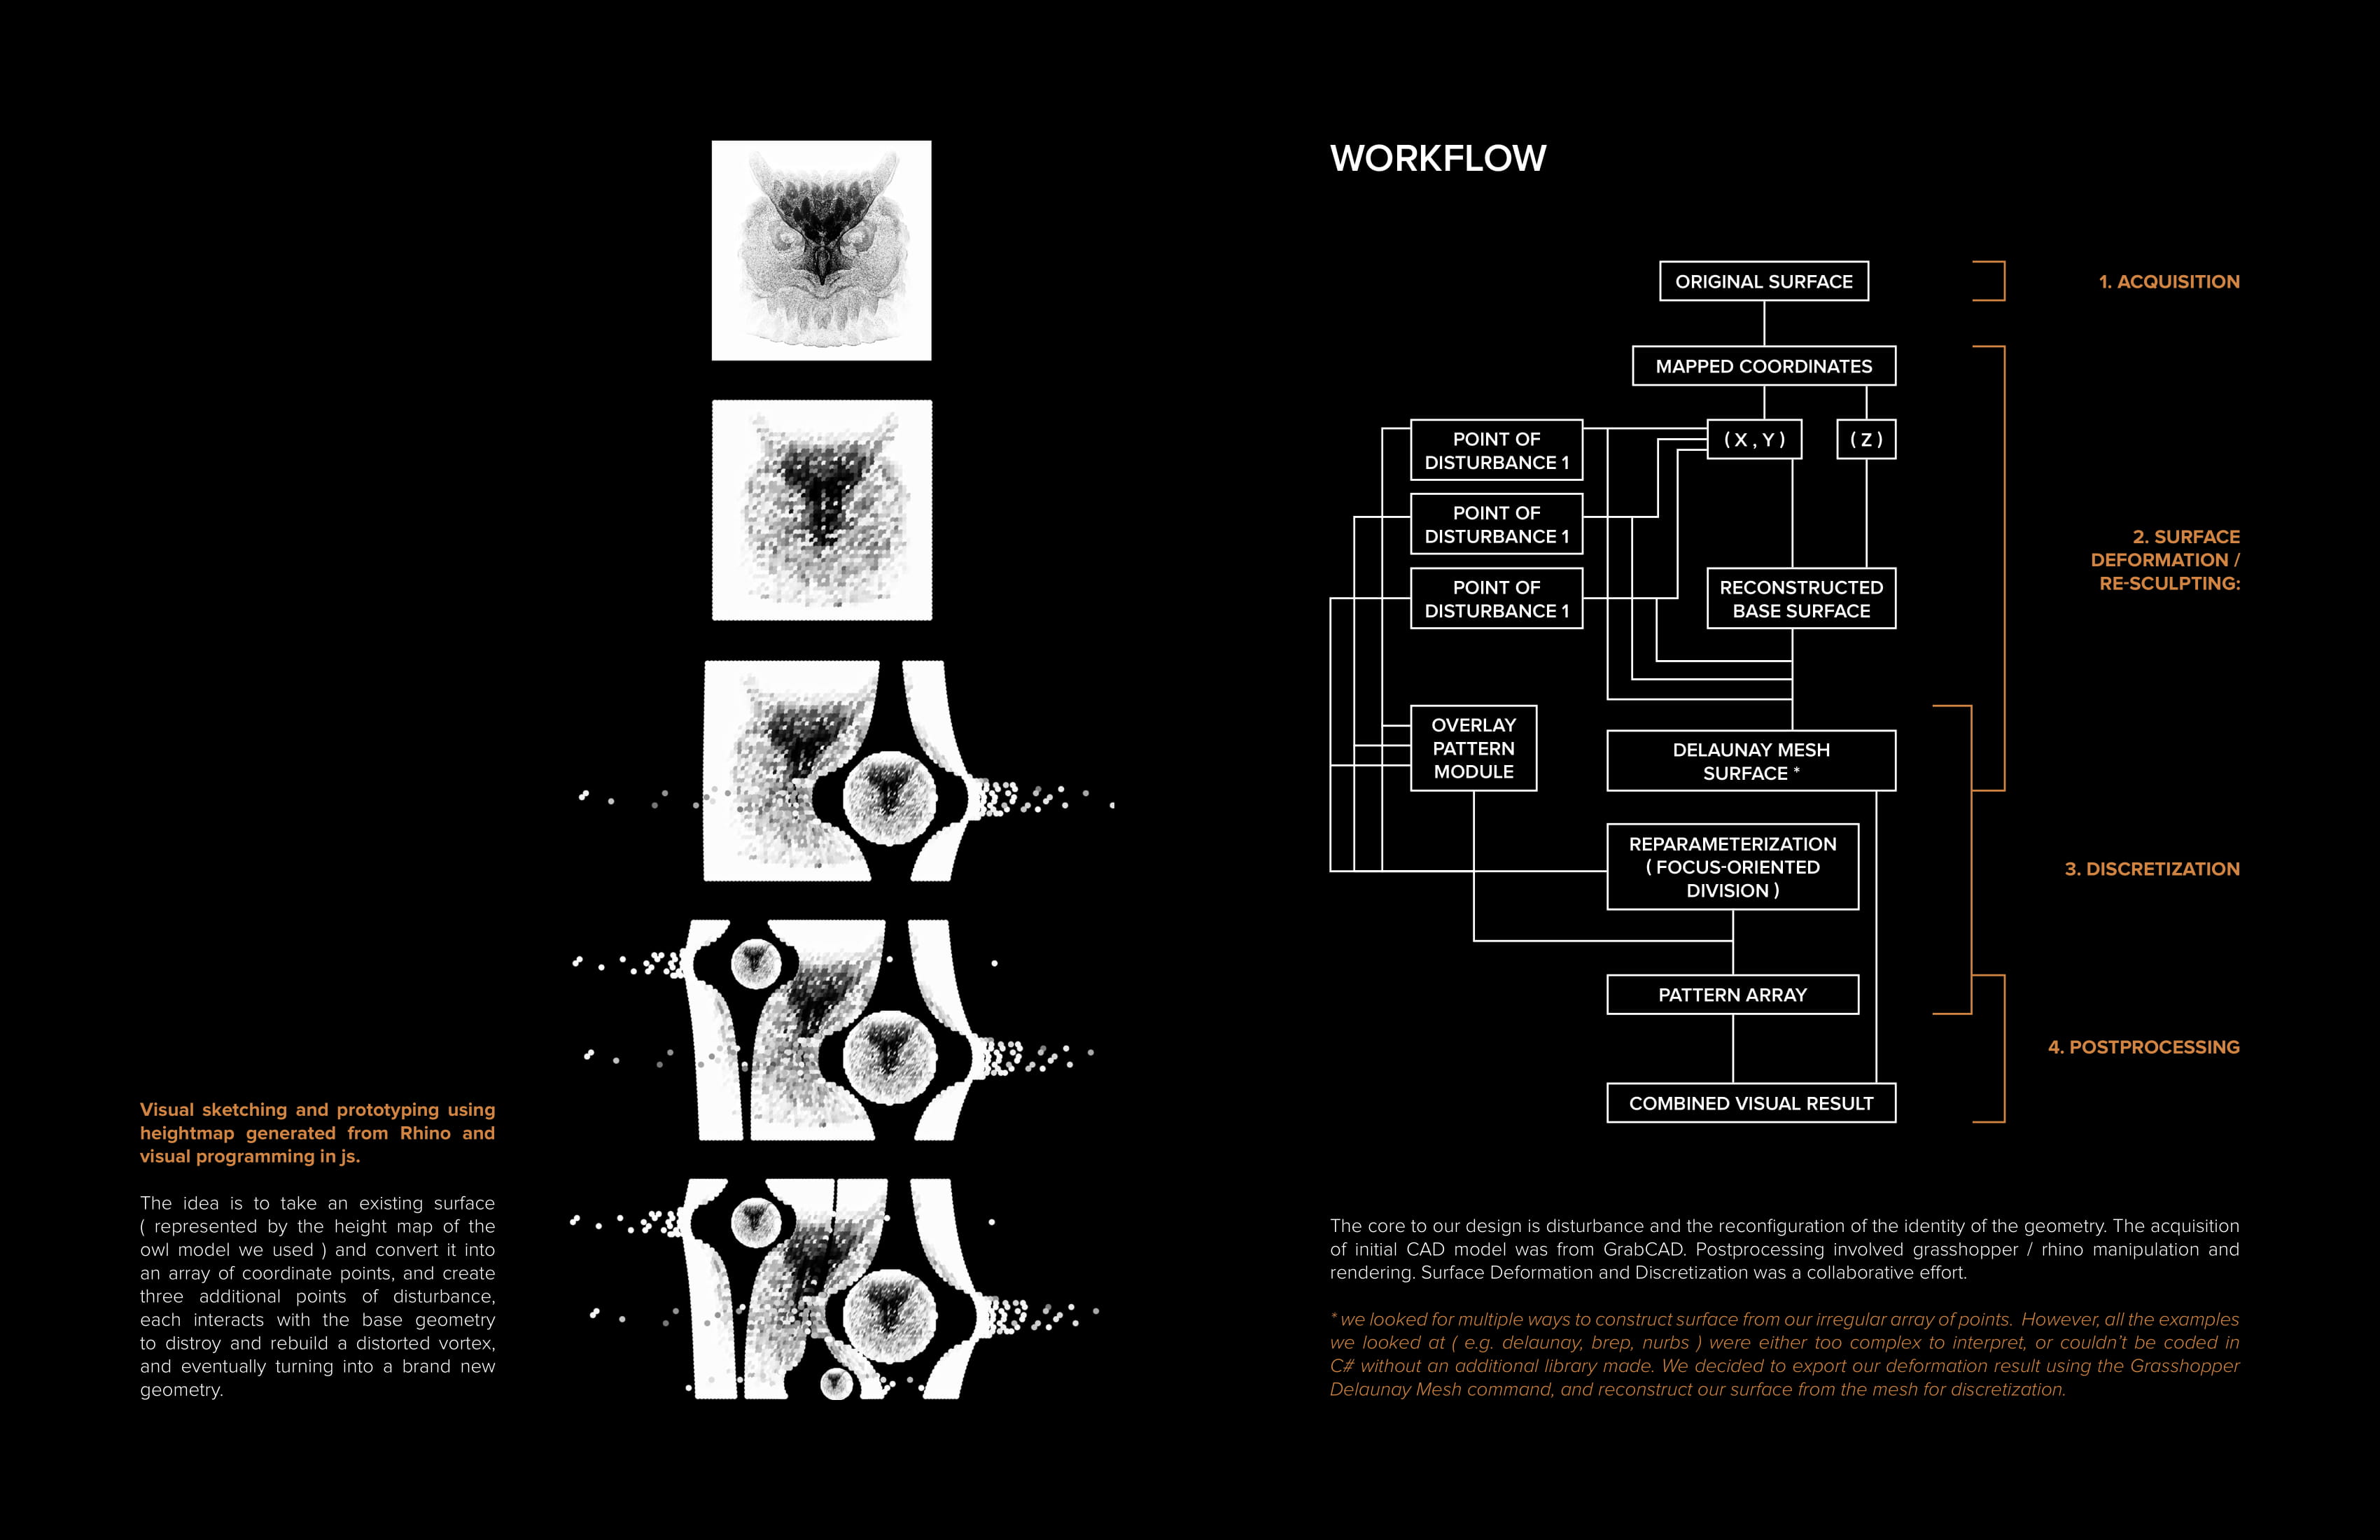 Visual sketching and prototyping using
heightmap generated from Rhino and
visual programming in js.
The idea is to take an existing surface
( represented by the height map of the
owl model we used ) and convert it into
an array of coordinate points, and create
three additional points of disturbance,
each interacts with the base geometry
to distroy and rebuild a distorted vortex,
and eventually turning into a brand new
geometry.
WORKFLOW
ORIGINAL SURFACE
1. ACQUISITION
MAPPED COORDINATES
( X , Y )
( Z )
POINT OF
DISTURBANCE 1
POINT OF
DISTURBANCE 1
POINT OF
DISTURBANCE 1
RECONSTRUCTED
BASE SURFACE
2. SURFACE
DEFORMATION /
RE-SCULPTING:
OVERLAY
PATTERN
MODULE
DELAUNAY MESH
SURFACE *
REPARAMETERIZATION
( FOCUS-ORIENTED
DIVISION )
3. DISCRETIZATION
PATTERN ARRAY
4. POSTPROCESSING
COMBINED VISUAL RESULT
The core to our design is disturbance and the reconfiguration of the identity of the geometry. The acquisition
of initial CAD model was from GrabCAD. Postprocessing involved grasshopper / rhino manipulation and
rendering. Surface Deformation and Discretization was a collaborative effort.
* we looked for multiple ways to construct surface from our irregular array of points. However, all the examples
we looked at ( e.g. delaunay, brep, nurbs ) were either too complex to interpret, or couldn't be coded in
C# without an additional library made. We decided to export our deformation result using the Grasshopper
Delaunay Mesh command, and reconstruct our surface from the mesh for discretization.